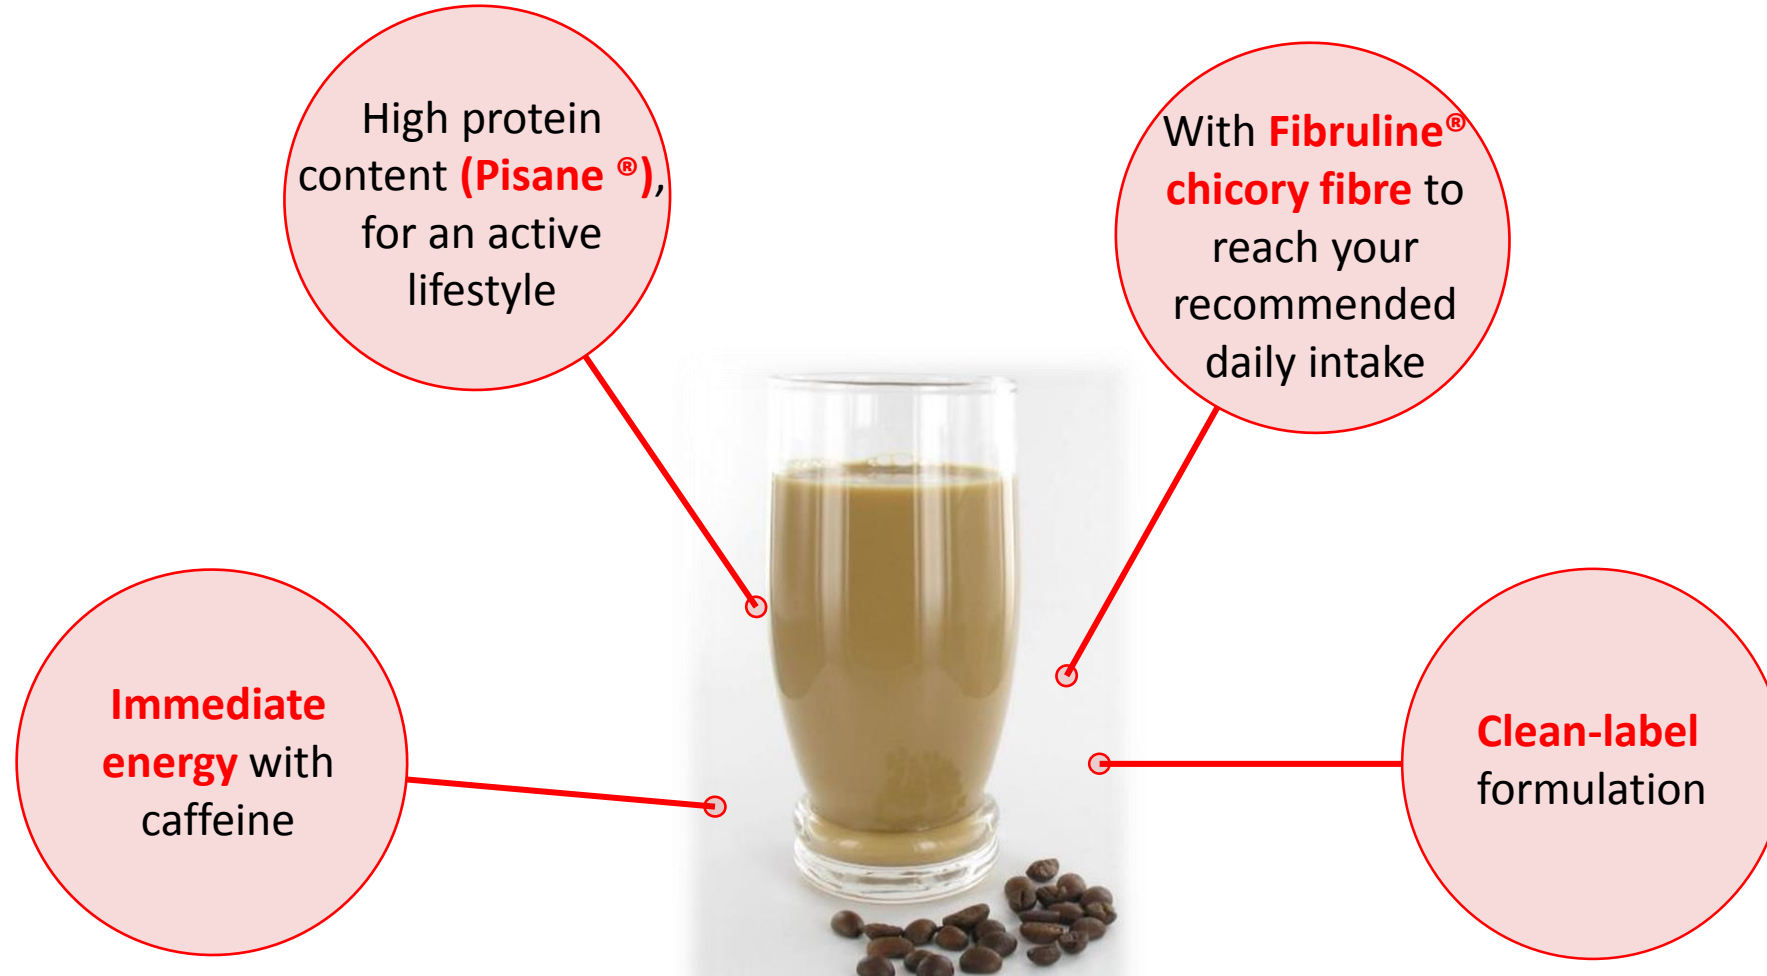 High protein
content (Pisane ®),
for an active
lifestyle
With Fibruline®
chicory fibre to
reach your
recommended
daily intake
Immediate
energy with
caffeine
Clean-label
formulation